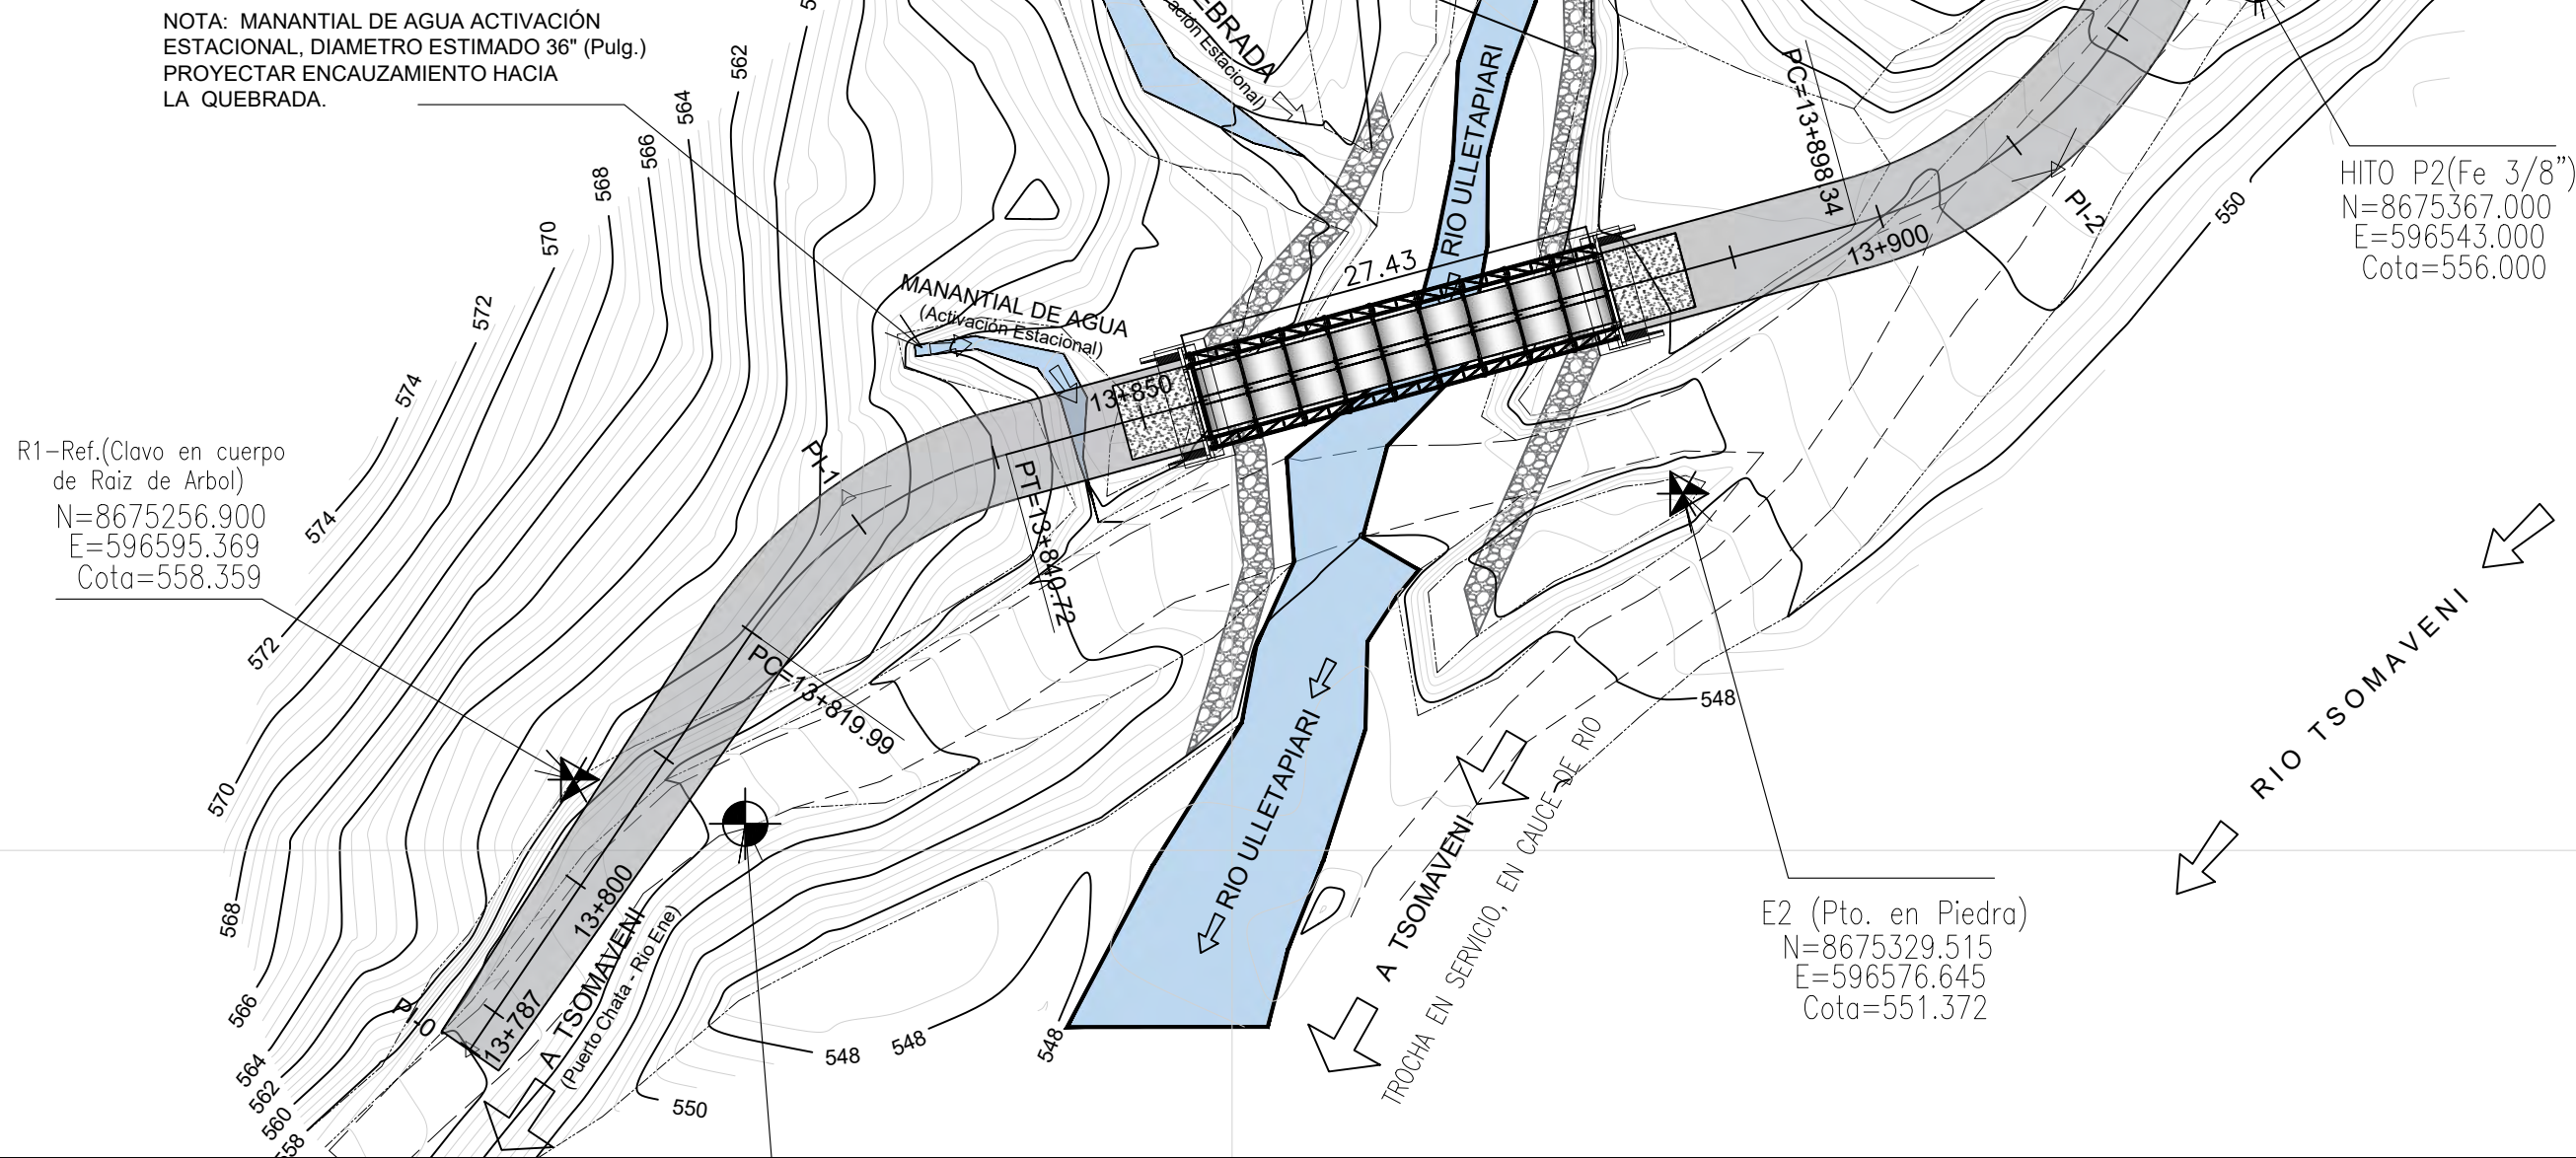 NOTA: MANANTIAL DE AGUA ACTIVACIÓN
ESTACIONAL, DIAMETRO ESTIMADO 36" (Pulg.)
PROYECTAR ENCAUZAMIENTO HACIA
LA QUEBRADA.
562
564
566
568
570
572
574
EBRADA
ación Estacional)
RIO ULLETAPIARI
PC=13+898.34
PI-2
13+900
550
HITO P2(Fe 3/8")
N=8675367.000
E=596543.000
Cota=556.000
27.43
MANANTIAL DE AGUA
(Activación Estacional)
13+850
PI-1
PT=13+840.72
R1-Ref.(Clavo en cuerpo
de Raiz de Arbol)
N=8675256.900
E=596595.369
Cota=558.359
574
572
570
568
566
564
562
560
558
PC=13+819.99
13+800
13+787
PI-0
A TSOMAVENI
(Puerto Chata - Rio Ene)
550
548
548
548
RIO ULLETAPIARI
548
A TSOMAVENI
TROCHA EN SERVICIO, EN CAUCE DE RIO
RIO TSOMAVENI
E2 (Pto. en Piedra)
N=8675329.515
E=596576.645
Cota=551.372